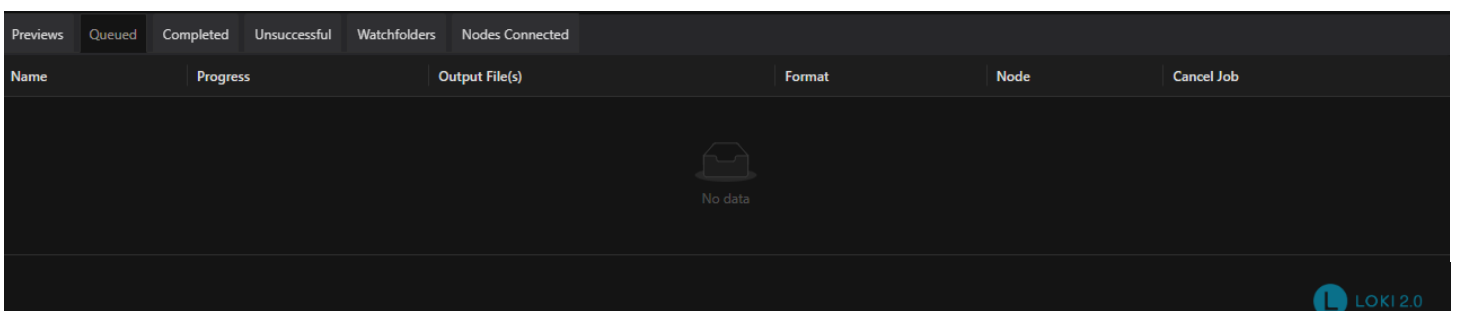 Previews Queued Completed Unsuccessful Watchfolders Nodes Connected
Name Progress Output File(s) Format Node Cancel Job
No data
L LOKI 2.0